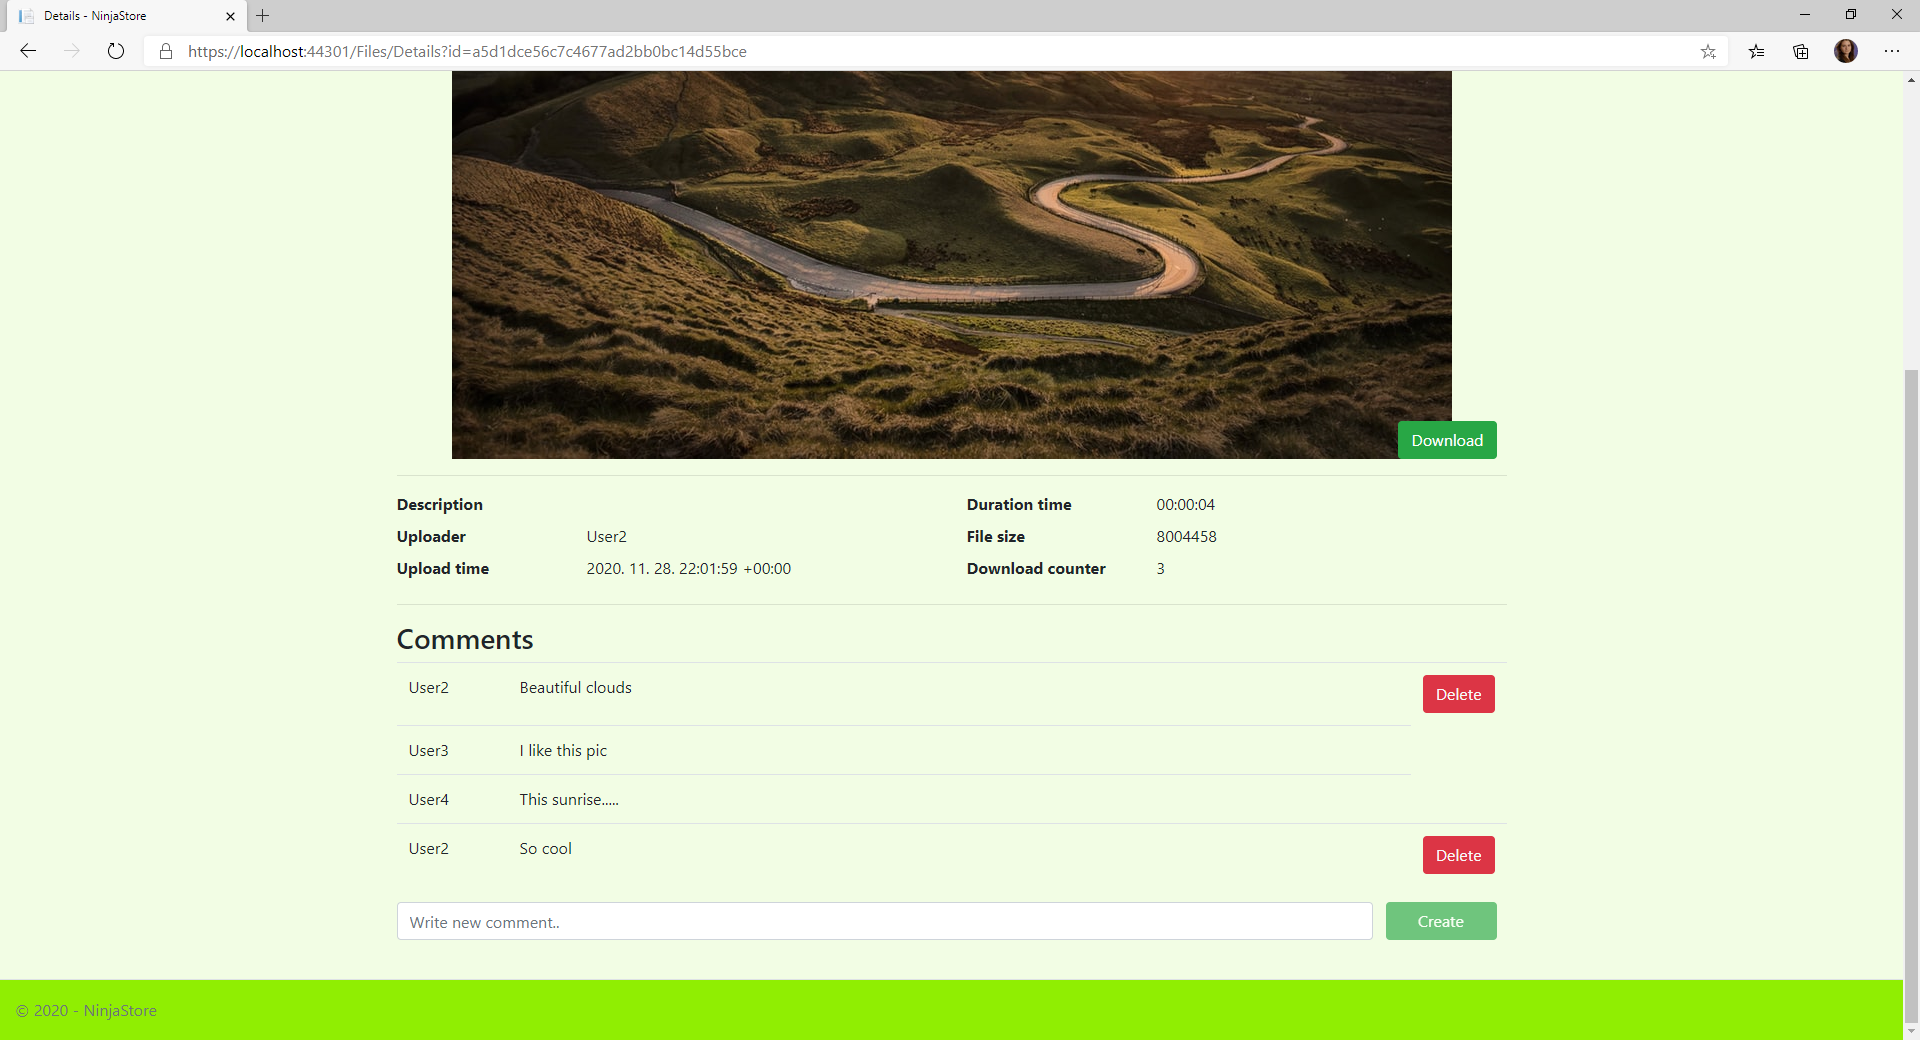 Details - NinjaStore
https://localhost:44301/Files/Details?id=a5d1dce56c7c4677ad2bb0bc14d55bce
Download
Description
Duration time 00:00:04
Uploader User2
File size 8004458
Upload time 2020. 11. 28. 22:01:59 +00:00
Download counter 3
Comments
User2 Beautiful clouds Delete
User3 I like this pic
User4 This sunrise.....
User2 So cool Delete
Write new comment.. Create
© 2020 - NinjaStore